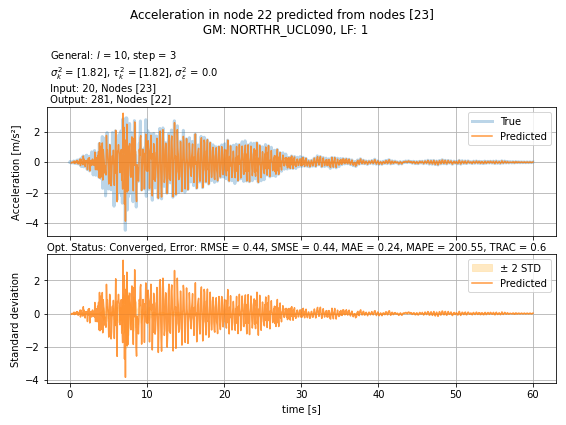 Acceleration in node 22 predicted from nodes [23]
GM: NORTHR_UCL090, LF: 1
General: l = 10, step = 3
σ²ₖ = [1.82], τ²ₖ = [1.82], σ²ε = 0.0
Input: 20, Nodes [23]
Output: 281, Nodes [22]
True
Predicted
2
0
−2
−4
Acceleration [m/s²]
Opt. Status: Converged, Error: RMSE = 0.44, SMSE = 0.44, MAE = 0.24, MAPE = 200.55, TRAC = 0.6
± 2 STD
Predicted
2
0
−2
−4
Standard deviation
0 10 20 30 40 50 60
time [s]